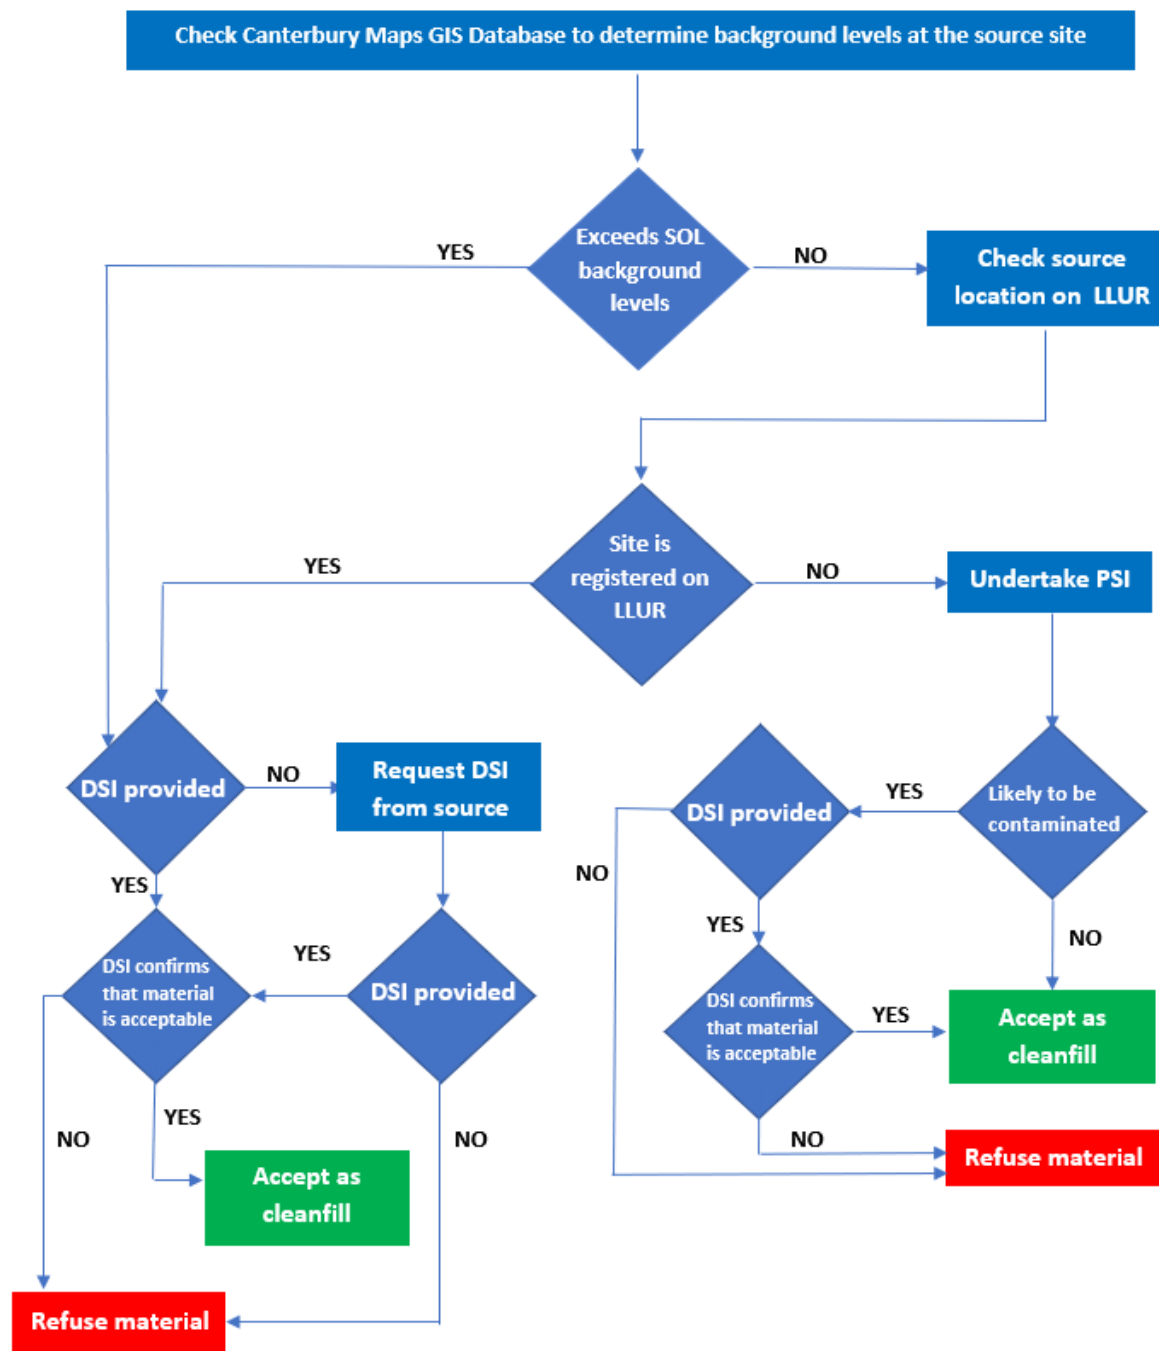 Check Canterbury Maps GIS Database to determine background levels at the source site
Exceeds SOL
background
levels
YES
NO
Check source
location on LLUR
Site is
registered on
LLUR
YES
NO
Undertake PSI
DSI provided
NO
Request DSI
from source
DSI provided
YES
Likely to be
contaminated
YES
NO
YES
NO
DSI confirms
that material
is acceptable
YES
DSI provided
DSI confirms
that material
is acceptable
YES
Accept as
cleanfill
NO
YES
NO
NO
Refuse material
Accept as
cleanfill
Refuse material